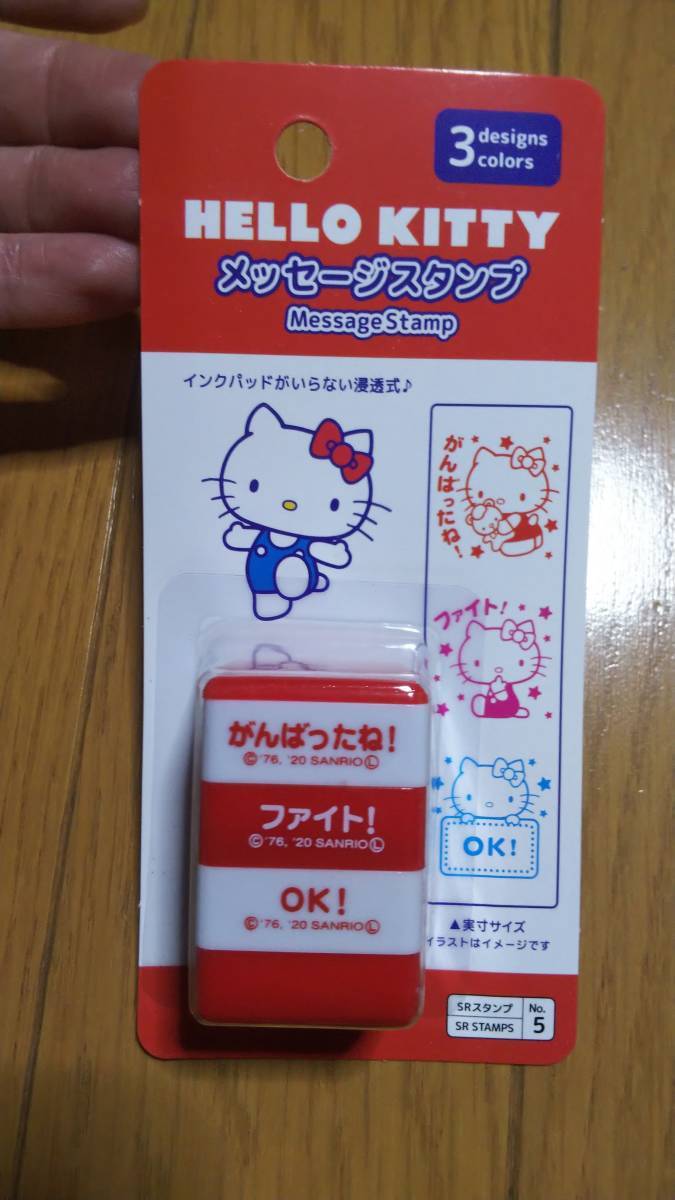 3 designs
colors
HELLO KITTY
メッセージスタンプ
Message Stamp
インクパッドがいらない浸透式♪
がんばったね!
ファイト!
OK!
▲実寸サイズ
イラストはイメージです
がんばったね!
©'76, '20 SANRIO Ⓛ
ファイト!
©'76, '20 SANRIO Ⓛ
OK!
©'76, '20 SANRIO Ⓛ
SRスタンプ
SR STAMPS
No.
5